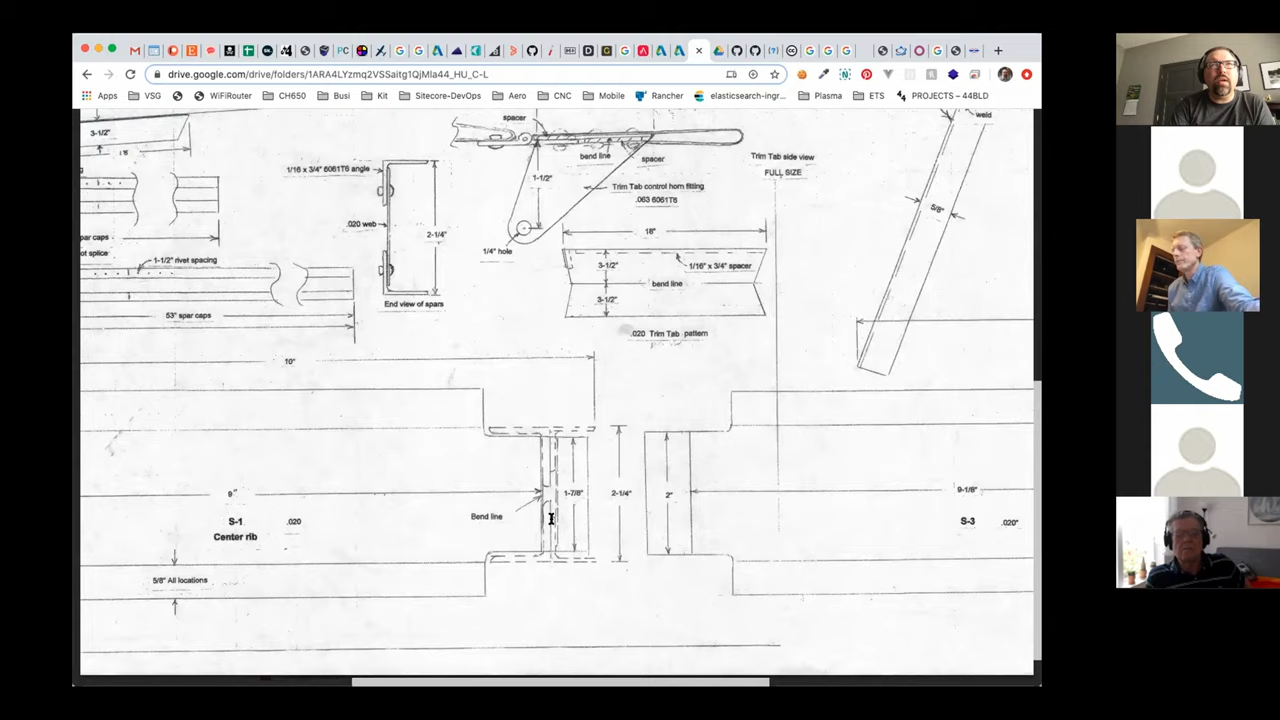 drive.google.com/drive/folders/1ARA4LYzmq2VSSaitg1QjMla44_HU_C-L
Apps VSG WiFiRouter CH650 Busi Kit Sitecore-DevOps Aero CNC Mobile Rancher elasticsearch-ingr... Plasma ETS PROJECTS – 44BLD
spacer
weld
3-1/2"
bend line
spacer
Trim Tab side view
FULL SIZE
1/16 x 3/4" 6061T6 angle
1-1/2"
Trim Tab control horn fitting
.063 6061T6
5/8"
.020 web
2-1/4"
18"
par caps
ot splice
1/4" hole
1-1/2" rivet spacing
3-1/2"
1/16" x 3/4" spacer
bend line
3-1/2"
End view of spars
53" spar caps
.020 Trim Tab pattern
10"
9"
1-7/8"
2-1/4"
2"
9-1/8"
Bend line
S-1
.020
Center rib
S-3
.020"
5/8" All locations